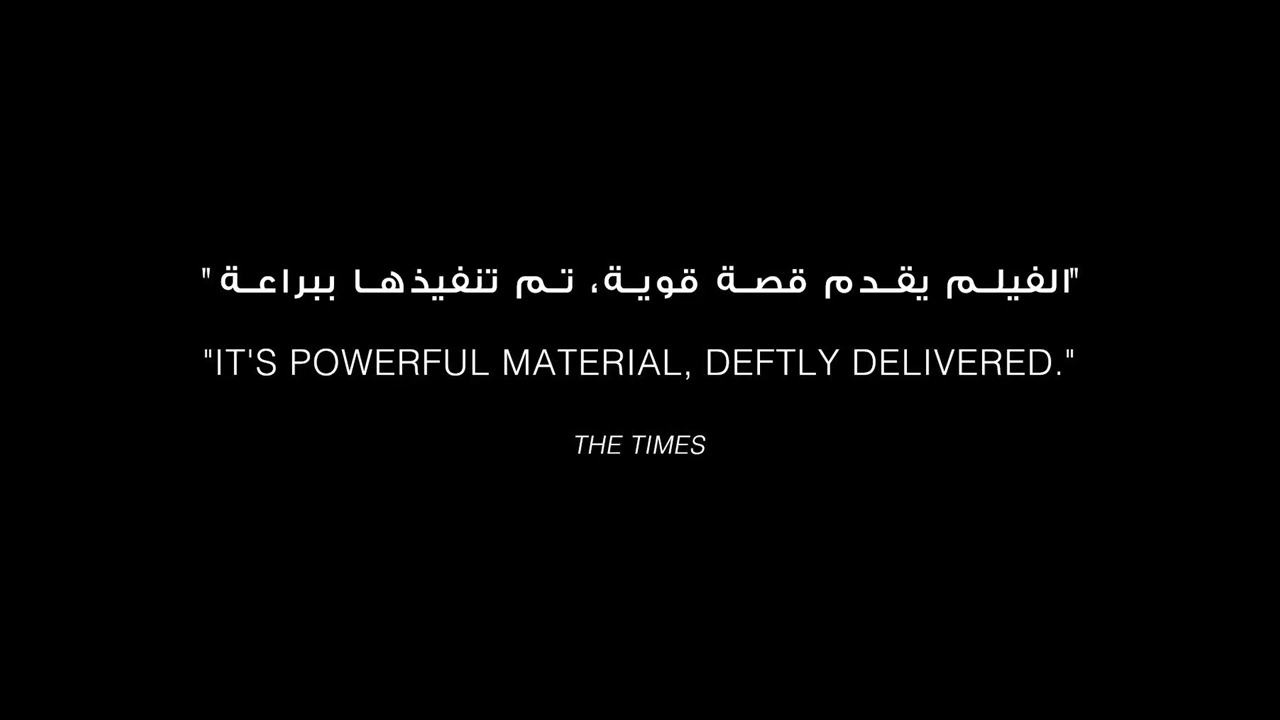 "الفيلم يقدم قصة قوية، تم تنفيذها ببراعة"
"IT'S POWERFUL MATERIAL, DEFTLY DELIVERED."
THE TIMES